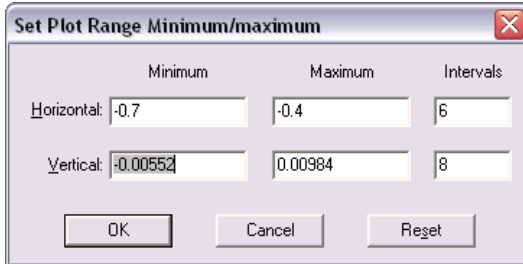 Set Plot Range Minimum/maximum
Minimum Maximum Intervals
Horizontal: -0.7 -0.4 6
Vertical: -0.00552 0.00984 8
OK Cancel Reset